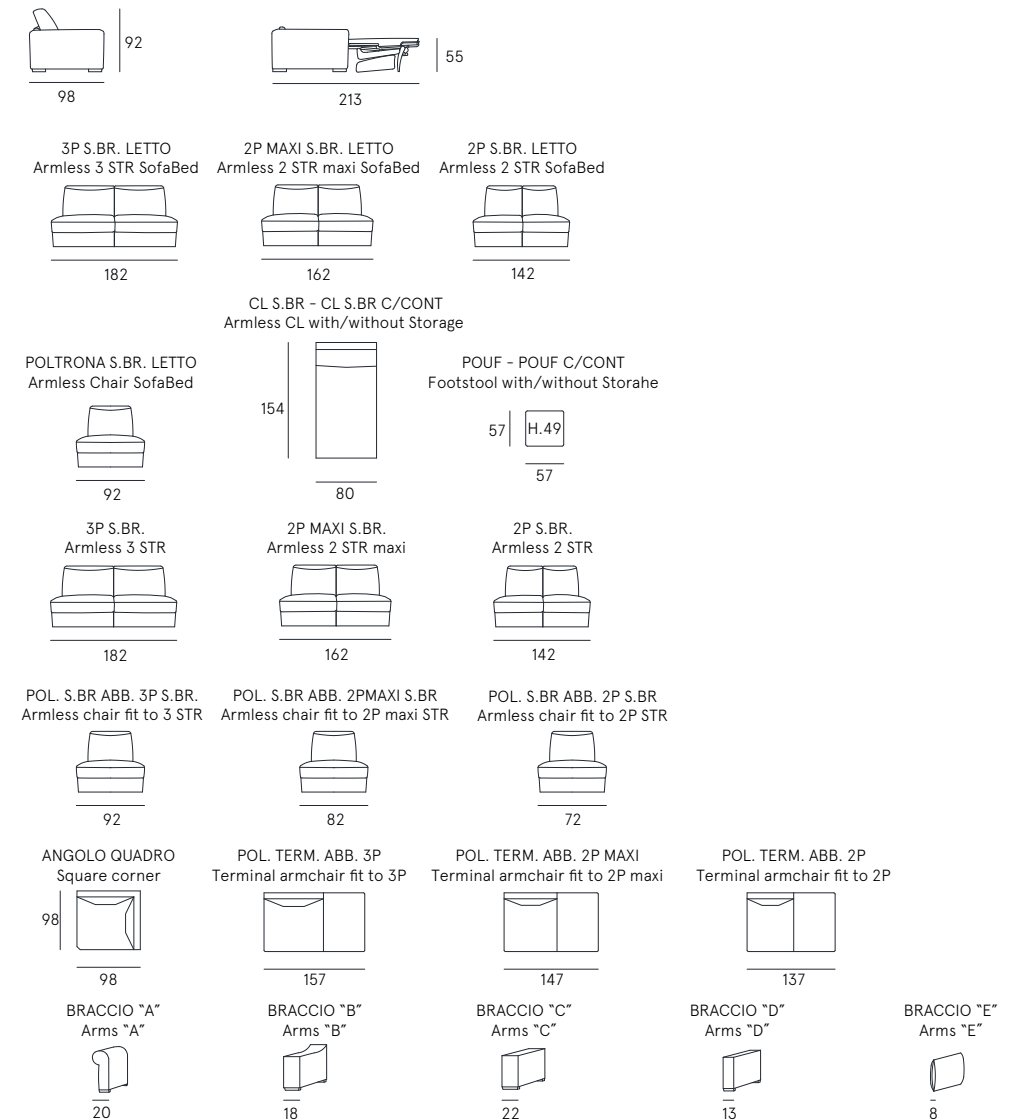 92
55
98
213
3P S.BR. LETTO
Armless 3 STR SofaBed
2P MAXI S.BR. LETTO
Armless 2 STR maxi SofaBed
2P S.BR. LETTO
Armless 2 STR SofaBed
182
162
142
CL S.BR - CL S.BR C/CONT
Armless CL with/without Storage
154
80
POLTRONA S.BR. LETTO
Armless Chair SofaBed
92
POUF - POUF C/CONT
Footstool with/without Storahe
57
H.49
57
3P S.BR.
Armless 3 STR
2P MAXI S.BR.
Armless 2 STR maxi
2P S.BR.
Armless 2 STR
182
162
142
POL. S.BR ABB. 3P S.BR.
Armless chair fit to 3 STR
POL. S.BR ABB. 2PMAXI S.BR
Armless chair fit to 2P maxi STR
POL. S.BR ABB. 2P S.BR
Armless chair fit to 2P STR
92
82
72
ANGOLO QUADRO
Square corner
POL. TERM. ABB. 3P
Terminal armchair fit to 3P
POL. TERM. ABB. 2P MAXI
Terminal armchair fit to 2P maxi
POL. TERM. ABB. 2P
Terminal armchair fit to 2P
98
98
157
147
137
BRACCIO “A”
Arms “A”
BRACCIO “B”
Arms “B”
BRACCIO “C”
Arms “C”
BRACCIO “D”
Arms “D”
BRACCIO “E”
Arms “E”
20
18
22
13
8